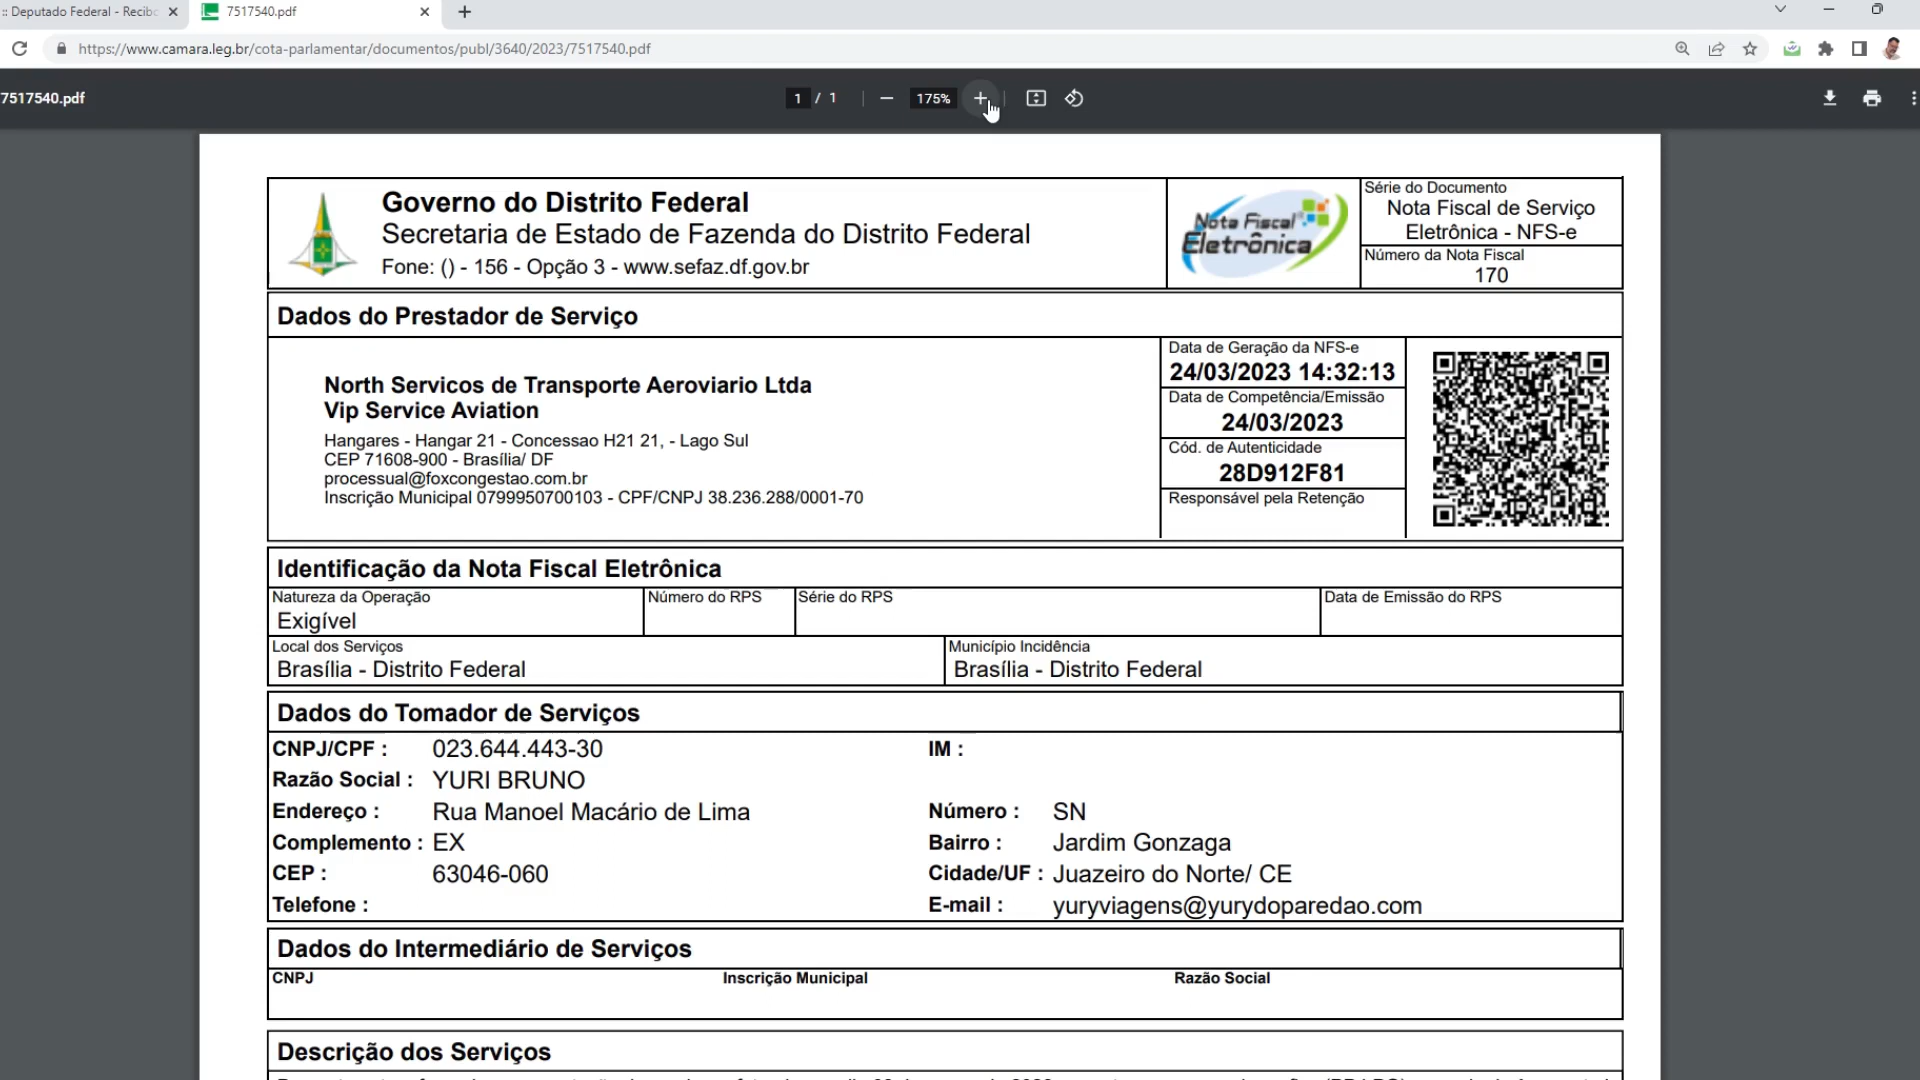 :: Deputado Federal - Recibo
7517540.pdf
https://www.camara.leg.br/cota-parlamentar/documentos/publ/3640/2023/7517540.pdf
7517540.pdf
1 / 1
175%
Governo do Distrito Federal
Secretaria de Estado de Fazenda do Distrito Federal
Fone: () - 156 - Opção 3 - www.sefaz.df.gov.br
Nota Fiscal
Eletrônica
Série do Documento
Nota Fiscal de Serviço
Eletrônica - NFS-e
Número da Nota Fiscal
170
Dados do Prestador de Serviço
North Servicos de Transporte Aeroviario Ltda
Vip Service Aviation
Hangares - Hangar 21 - Concessao H21 21, - Lago Sul
CEP 71608-900 - Brasília/ DF
processual@foxcongestao.com.br
Inscrição Municipal 0799950700103 - CPF/CNPJ 38.236.288/0001-70
Data de Geração da NFS-e
24/03/2023 14:32:13
Data de Competência/Emissão
24/03/2023
Cód. de Autenticidade
28D912F81
Responsável pela Retenção
Identificação da Nota Fiscal Eletrônica
Natureza da Operação
Exigível
Número do RPS
Série do RPS
Data de Emissão do RPS
Local dos Serviços
Brasília - Distrito Federal
Município Incidência
Brasília - Distrito Federal
Dados do Tomador de Serviços
CNPJ/CPF : 023.644.443-30 IM :
Razão Social : YURI BRUNO
Endereço : Rua Manoel Macário de Lima Número : SN
Complemento : EX Bairro : Jardim Gonzaga
CEP : 63046-060 Cidade/UF : Juazeiro do Norte/ CE
Telefone : E-mail : yuryviagens@yurydoparedao.com
Dados do Intermediário de Serviços
CNPJ Inscrição Municipal Razão Social
Descrição dos Serviços